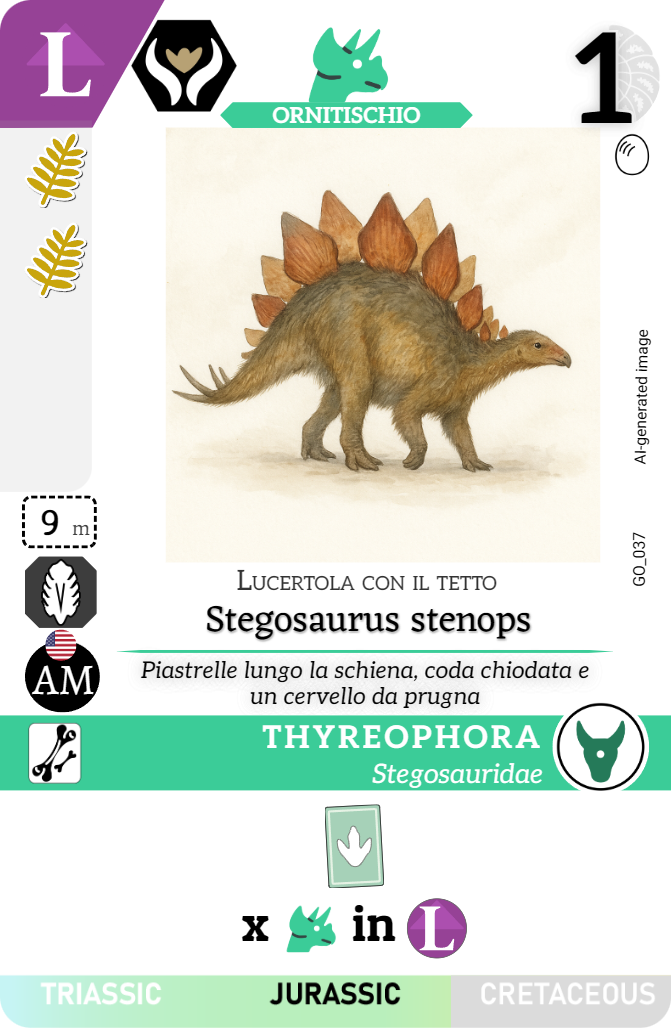 L
ORNITISCHIO
1
AI-generated image
GO_037
9 m
AM
Lucertola con il tetto
Stegosaurus stenops
Piastrelle lungo la schiena, coda chiodata e
un cervello da prugna
THYREOPHORA
Stegosauridae
x in L
TRIASSIC JURASSIC CRETACEOUS